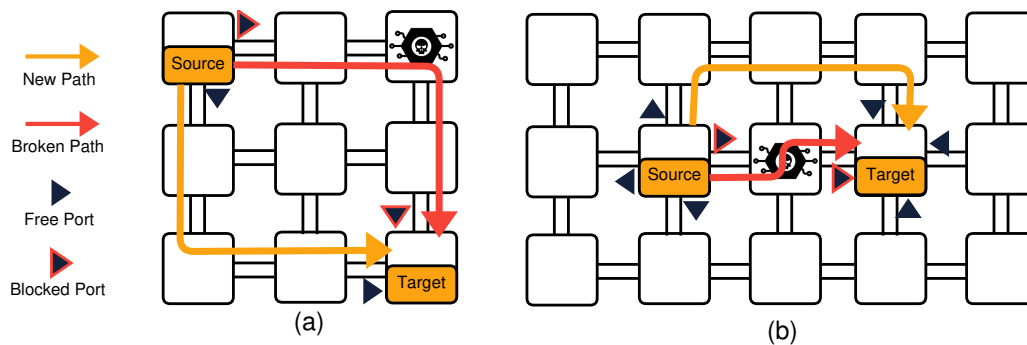 New Path
Broken Path
Free Port
Blocked Port
Source
Target
(a)
Source
Target
(b)